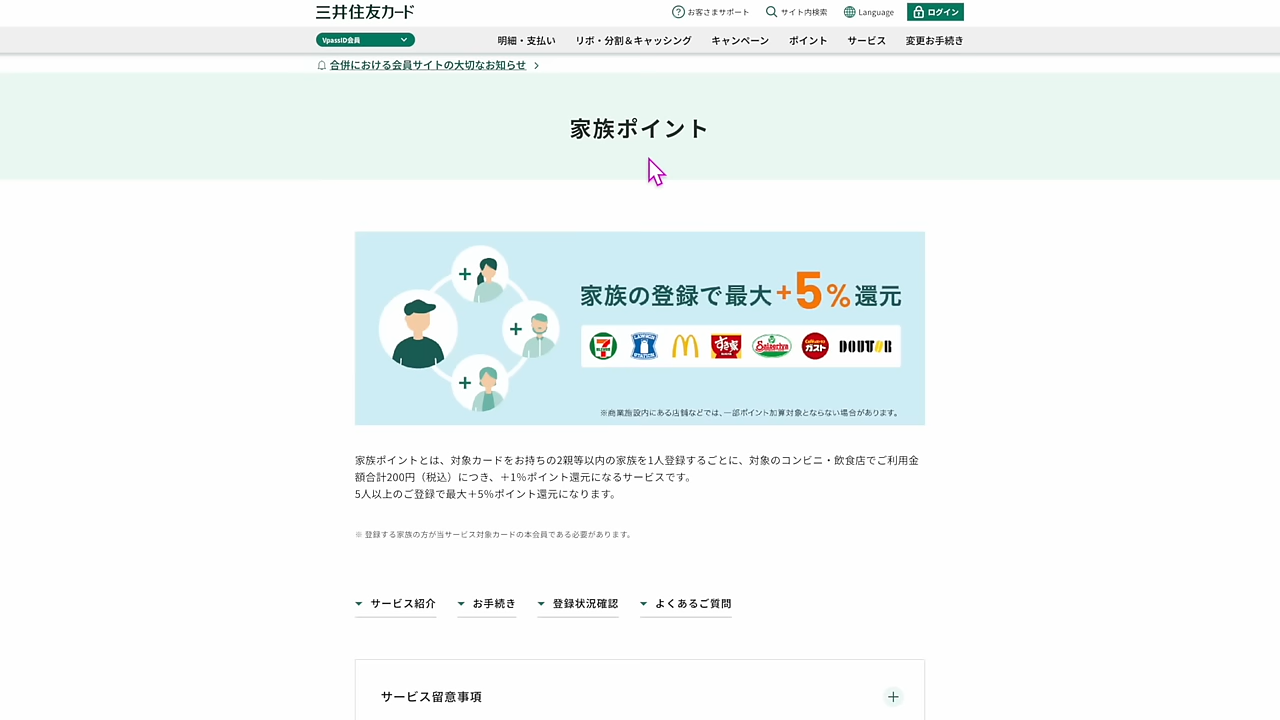 三井住友カード
お客さまサポート
サイト内検索
Language
ログイン
VpassID会員
明細・支払い
リボ・分割＆キャッシング
キャンペーン
ポイント
サービス
変更お手続き
合併における会員サイトの大切なお知らせ
家族ポイント
家族の登録で最大+5%還元
7 ELEVEN
LAWSON STATION
すき家
Saizeriya
ガスト
DOUTOR
※商業施設内にある店舗などでは、一部ポイント加算対象とならない場合があります。
家族ポイントとは、対象カードをお持ちの2親等以内の家族を1人登録するごとに、対象のコンビニ・飲食店でご利用金
額合計200円（税込）につき、＋1％ポイント還元になるサービスです。
5人以上のご登録で最大＋5％ポイント還元になります。
※ 登録する家族の方が当サービス対象カードの本会員である必要があります。
サービス紹介
お手続き
登録状況確認
よくあるご質問
サービス留意事項